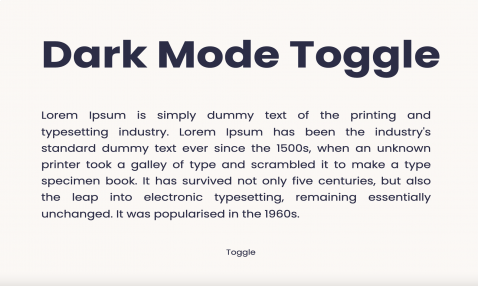 Dark Mode Toggle
Lorem Ipsum is simply dummy text of the printing and
typesetting industry. Lorem Ipsum has been the industry's
standard dummy text ever since the 1500s, when an unknown
printer took a galley of type and scrambled it to make a type
specimen book. It has survived not only five centuries, but also
the leap into electronic typesetting, remaining essentially
unchanged. It was popularised in the 1960s.
Toggle